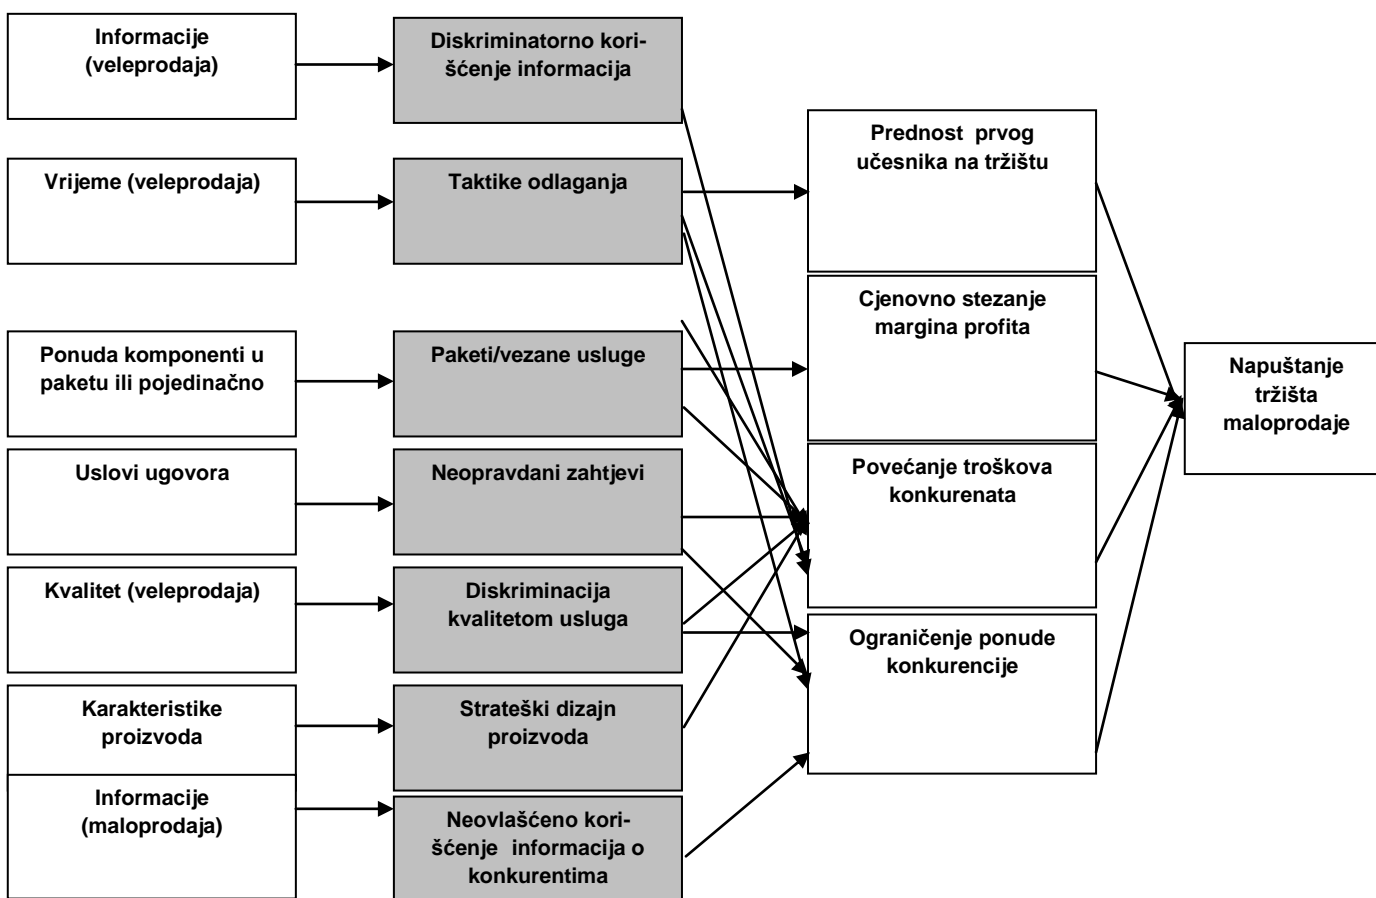 Informacije
(veleprodaja)
Diskriminatorno kori-
šćenje informacija
Prednost prvog
učesnika na tržištu
Vrijeme (veleprodaja)
Taktike odlaganja
Cjenovno stezanje
margina profita
Ponuda komponenti u
paketu ili pojedinačno
Paketi/vezane usluge
Napuštanje
tržišta
maloprodaje
Uslovi ugovora
Neopravdani zahtjevi
Povećanje troškova
konkurenata
Kvalitet (veleprodaja)
Diskriminacija
kvalitetom usluga
Ograničenje ponude
konkurencije
Karakteristike
proizvoda
Strateški dizajn
proizvoda
Informacije
(maloprodaja)
Neovlašćeno kori-
šćenje  informacija o
konkurentima